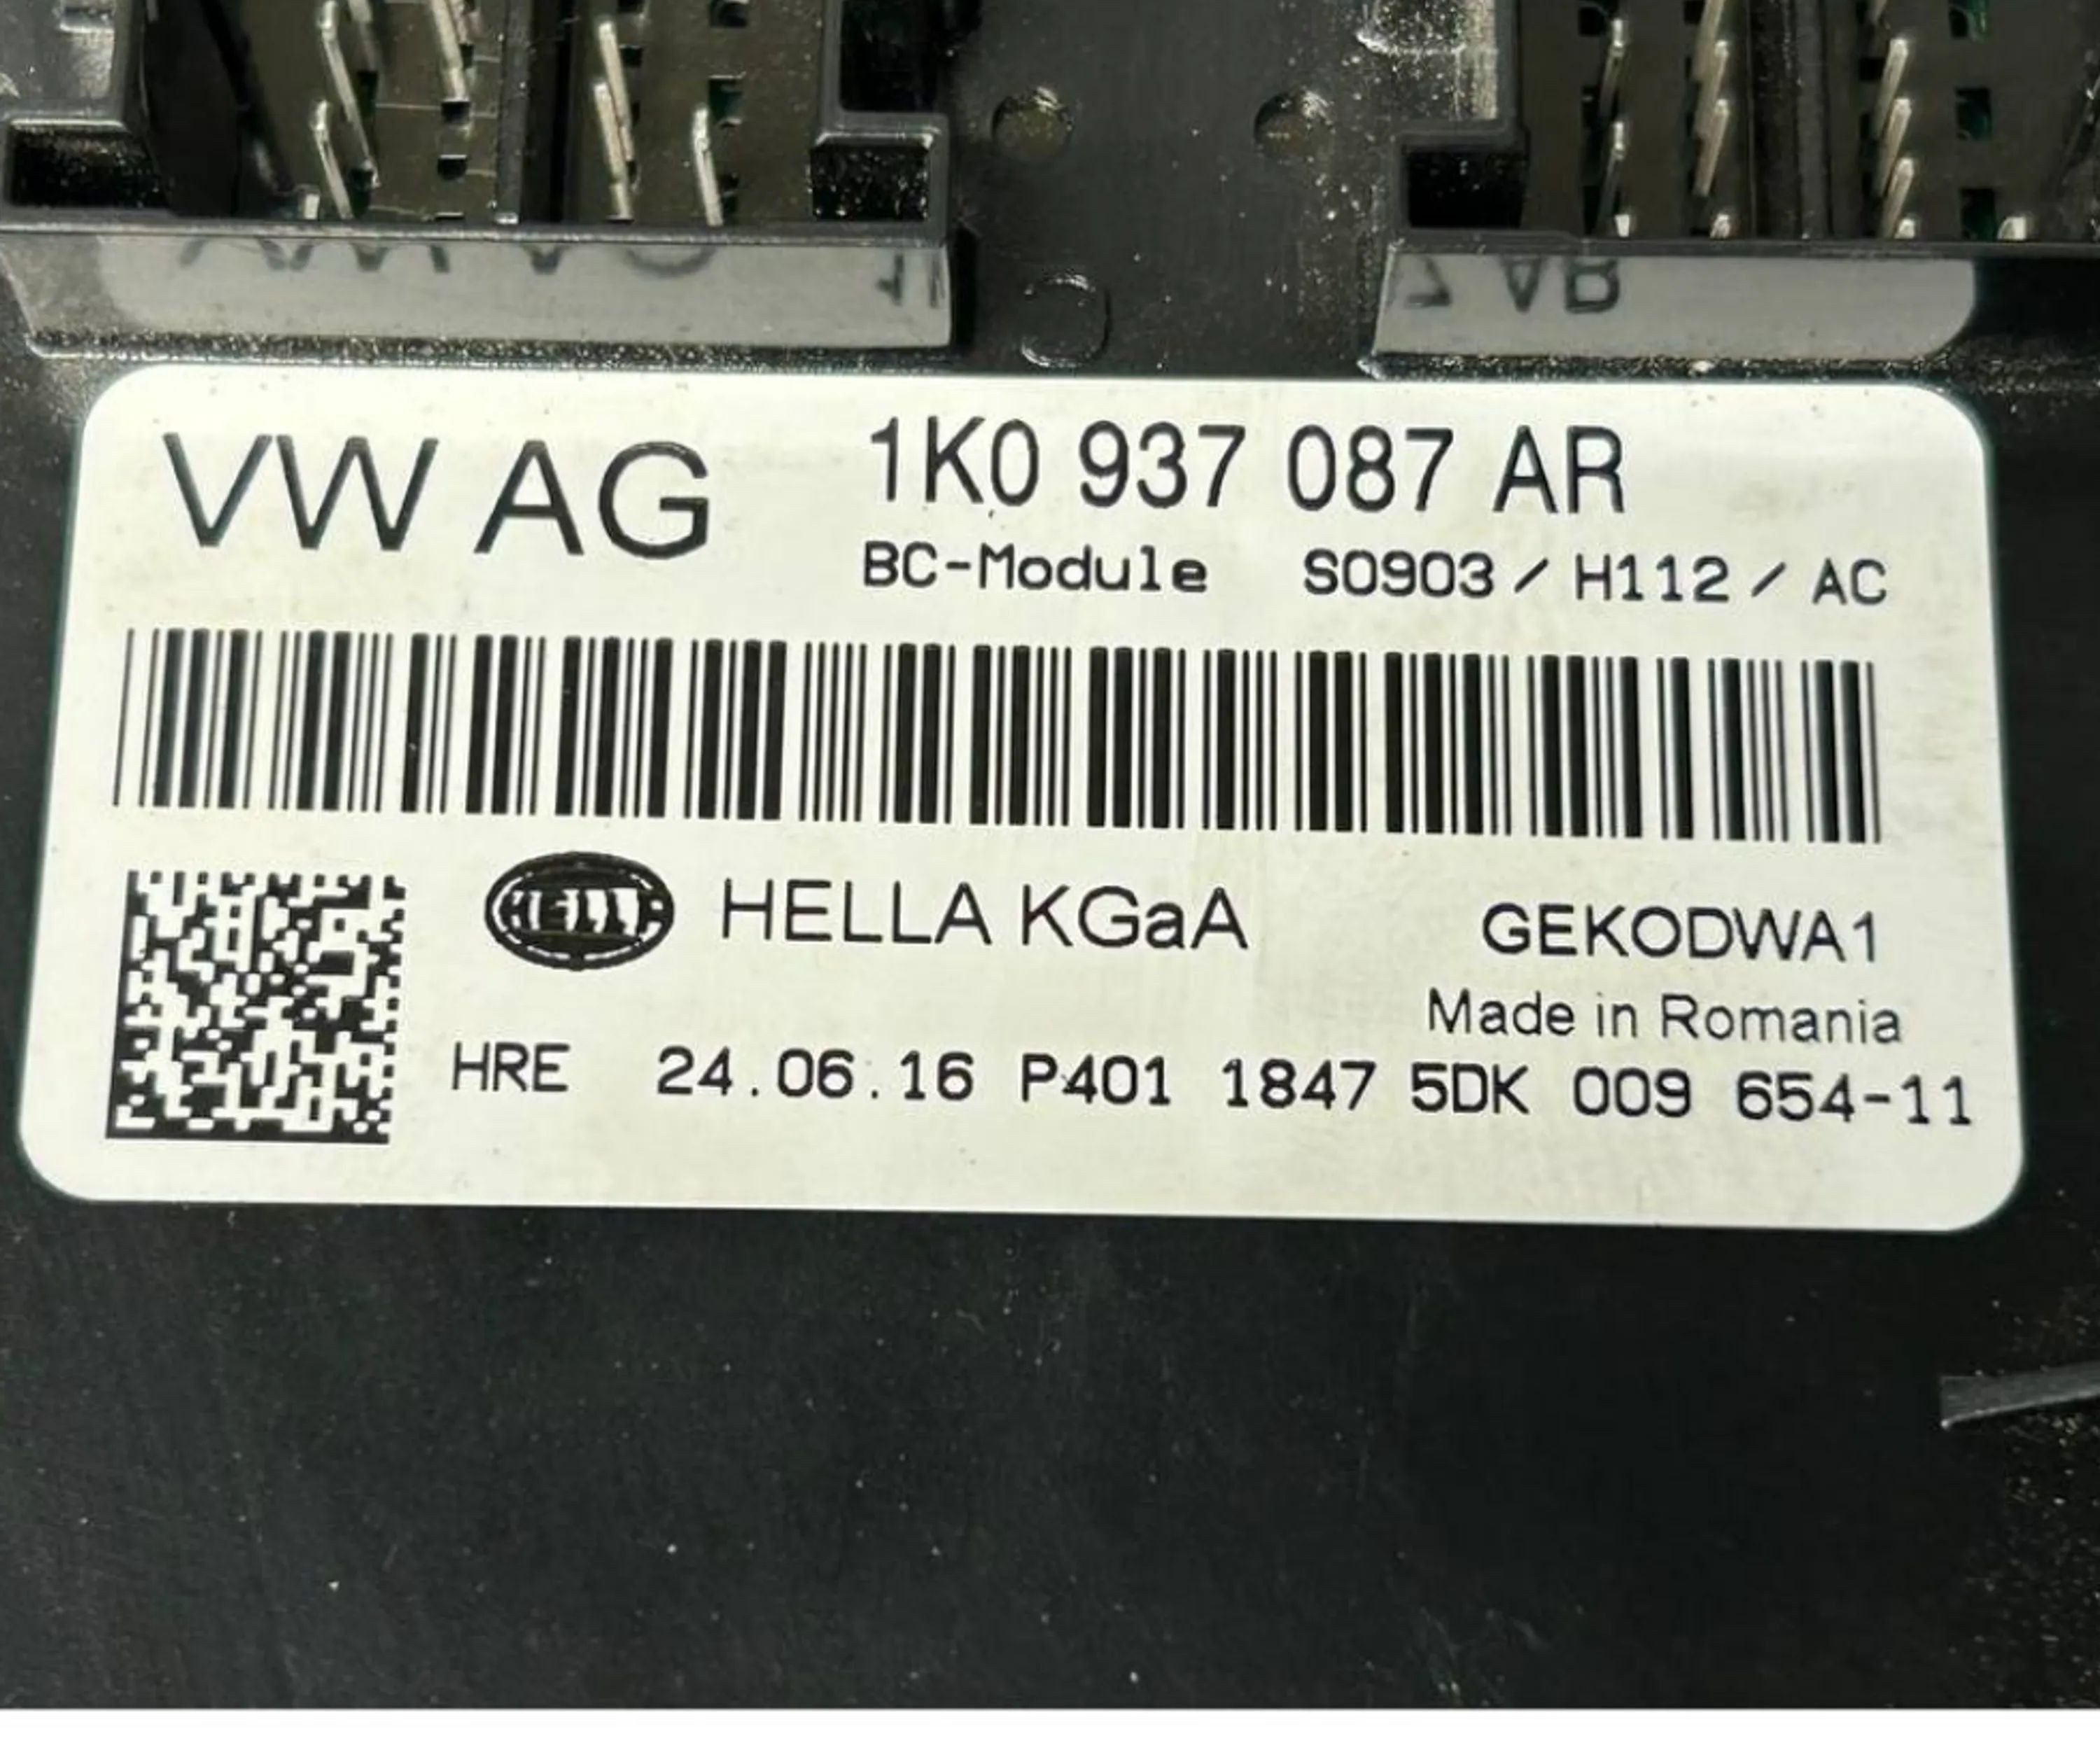 VW AG 1K0 937 087 AR
BC-Module S0903 / H112 / AC
HELLA HELLA KGaA GEKODWA1
Made in Romania
HRE 24.06.16 P401 1847 5DK 009 654-11